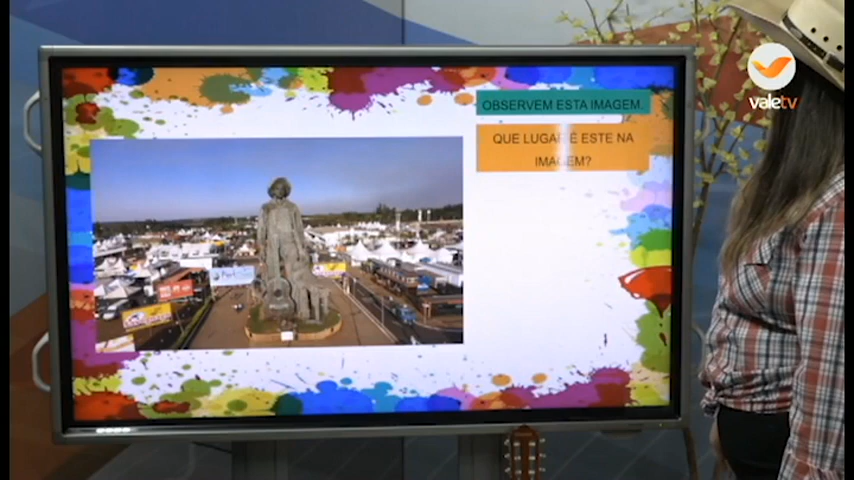 OBSERVEM ESTA IMAGEM.
QUE LUGAR É ESTE NA
IMAGEM?
valetv